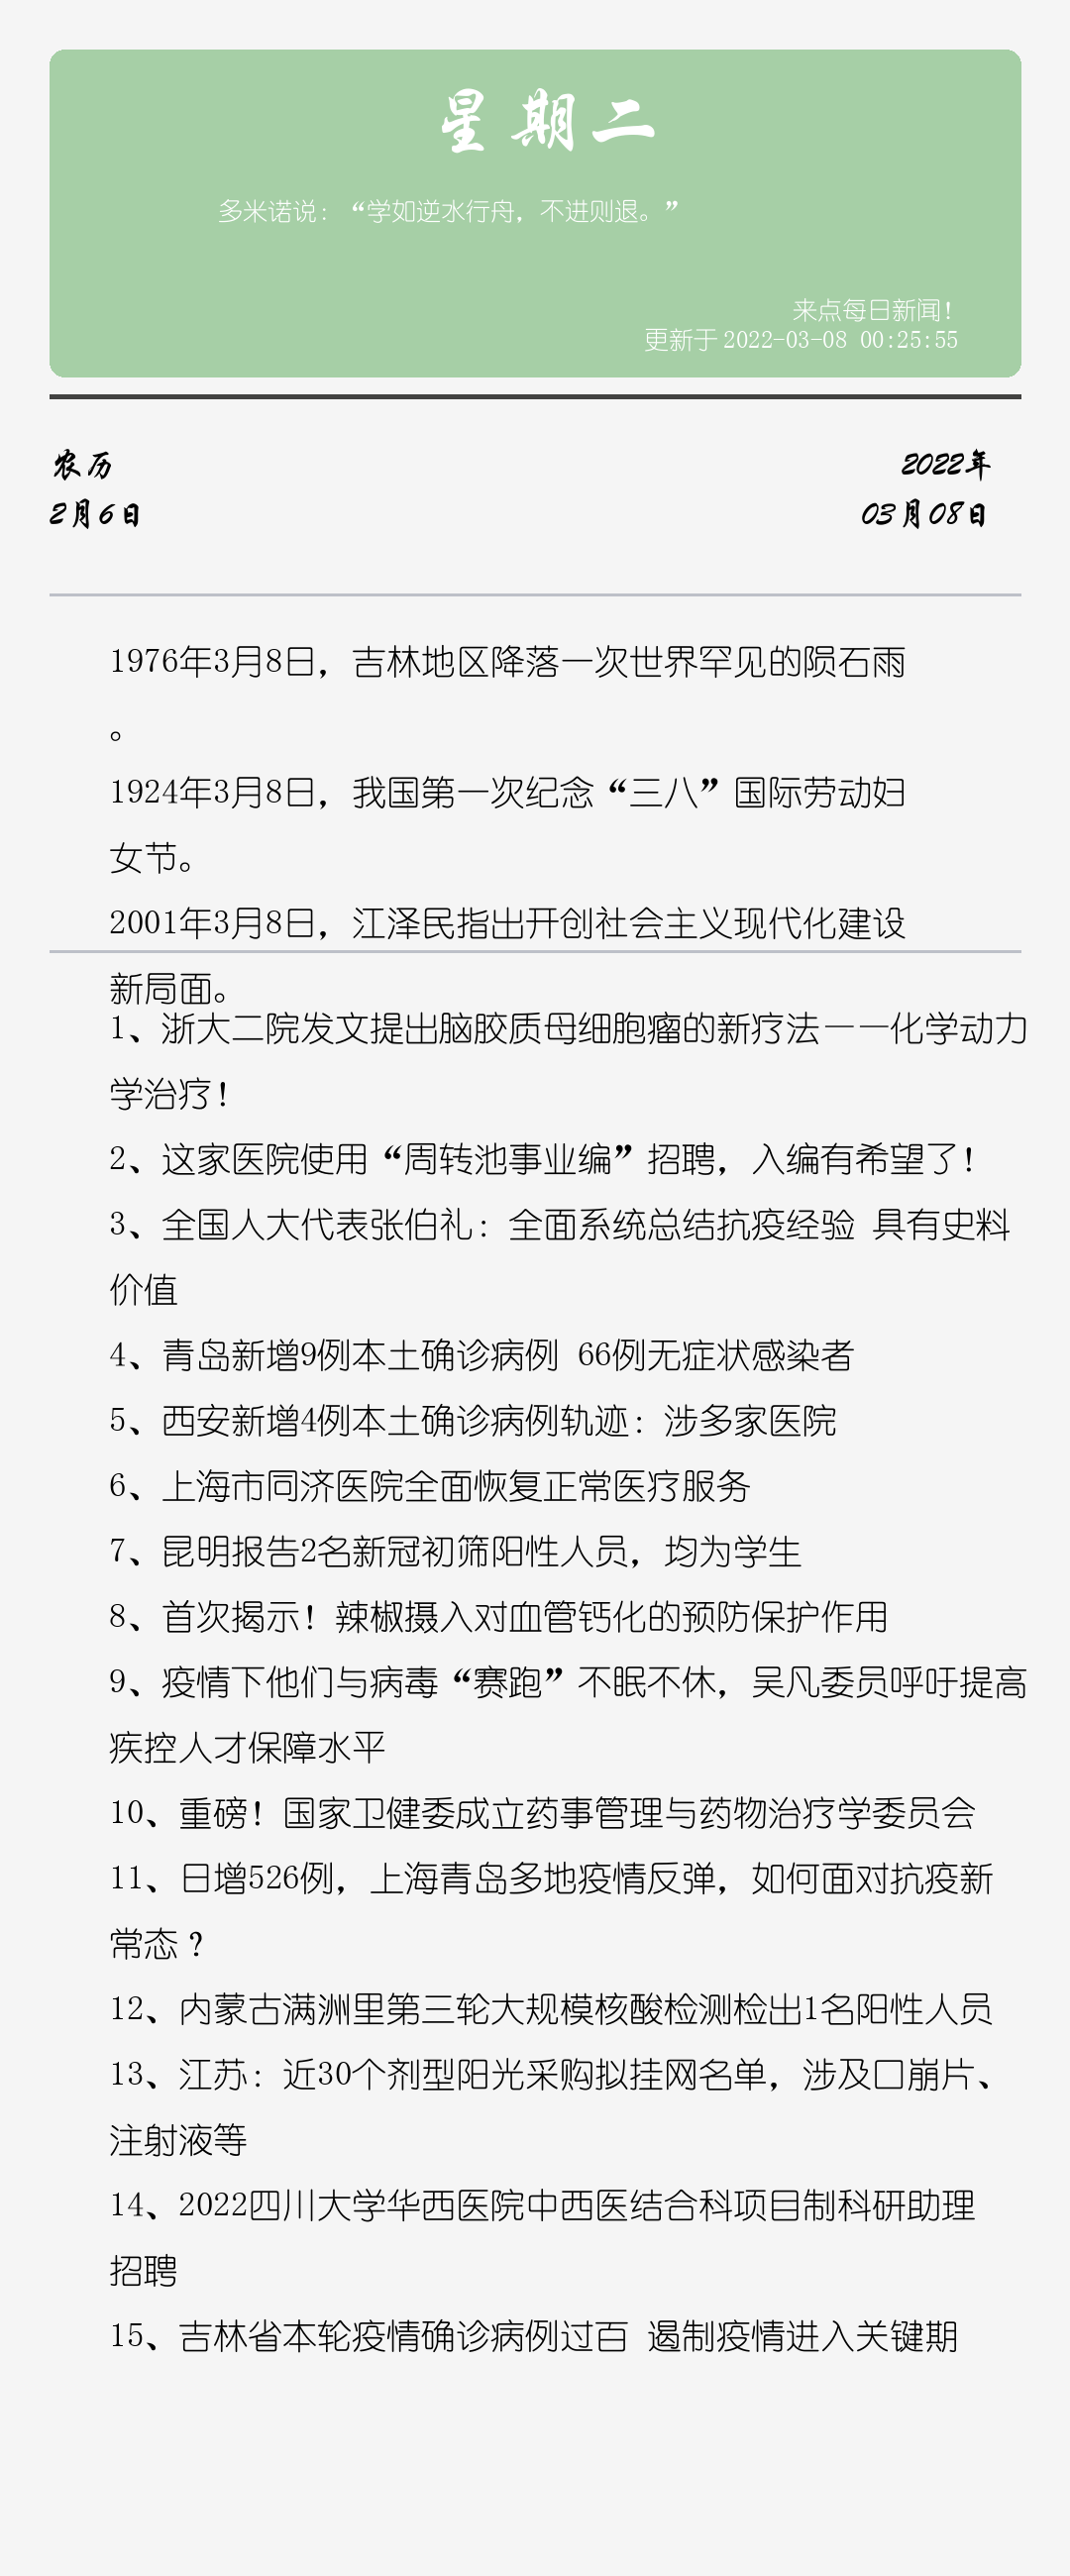 星期二
多米诺说：“学如逆水行舟，不进则退。”
来点每日新闻！
更新于 2022-03-08 00:25:55
农历
2月6日
2022年
03月08日
1976年3月8日，吉林地区降落一次世界罕见的陨石雨
。
1924年3月8日，我国第一次纪念“三八”国际劳动妇
女节。
2001年3月8日，江泽民指出开创社会主义现代化建设
新局面。
1、浙大二院发文提出脑胶质母细胞瘤的新疗法——化学动力
学治疗！
2、这家医院使用“周转池事业编”招聘，入编有希望了！
3、全国人大代表张伯礼：全面系统总结抗疫经验 具有史料
价值
4、青岛新增9例本土确诊病例 66例无症状感染者
5、西安新增4例本土确诊病例轨迹：涉多家医院
6、上海市同济医院全面恢复正常医疗服务
7、昆明报告2名新冠初筛阳性人员，均为学生
8、首次揭示！辣椒摄入对血管钙化的预防保护作用
9、疫情下他们与病毒“赛跑”不眠不休，吴凡委员呼吁提高
疾控人才保障水平
10、重磅！国家卫健委成立药事管理与药物治疗学委员会
11、日增526例，上海青岛多地疫情反弹，如何面对抗疫新
常态？
12、内蒙古满洲里第三轮大规模核酸检测检出1名阳性人员
13、江苏：近30个剂型阳光采购拟挂网名单，涉及口崩片、
注射液等
14、2022四川大学华西医院中西医结合科项目制科研助理
招聘
15、吉林省本轮疫情确诊病例过百 遏制疫情进入关键期